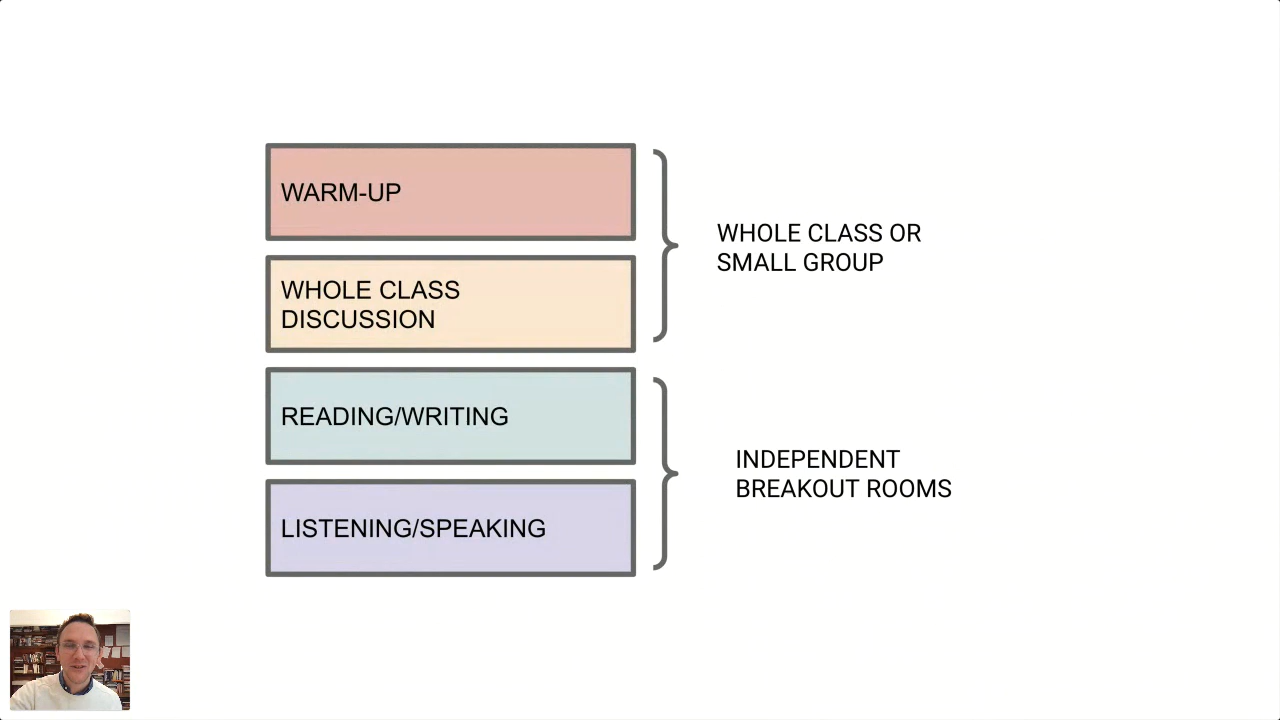 WARM-UP
WHOLE CLASS
DISCUSSION
WHOLE CLASS OR
SMALL GROUP
READING/WRITING
LISTENING/SPEAKING
INDEPENDENT
BREAKOUT ROOMS